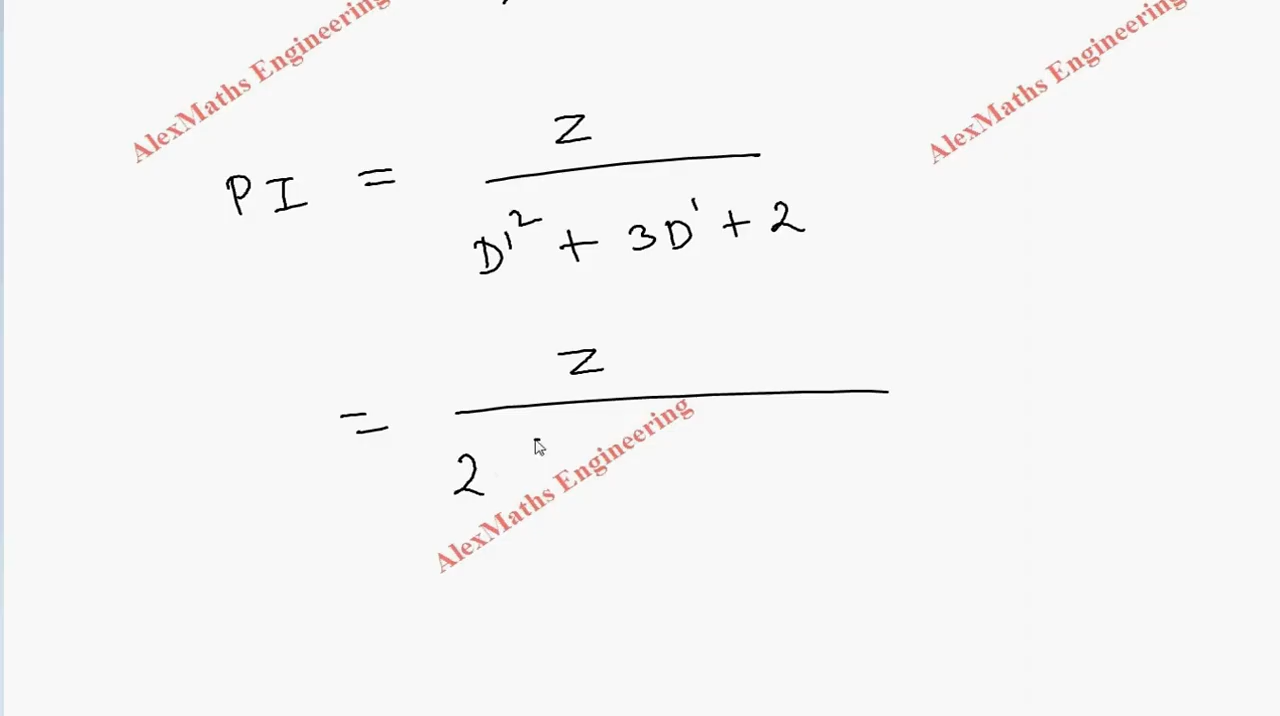 AlexMaths Engineering
AlexMaths Engineering
PI = z / (D'² + 3D' + 2)
= z / 2
AlexMaths Engineering